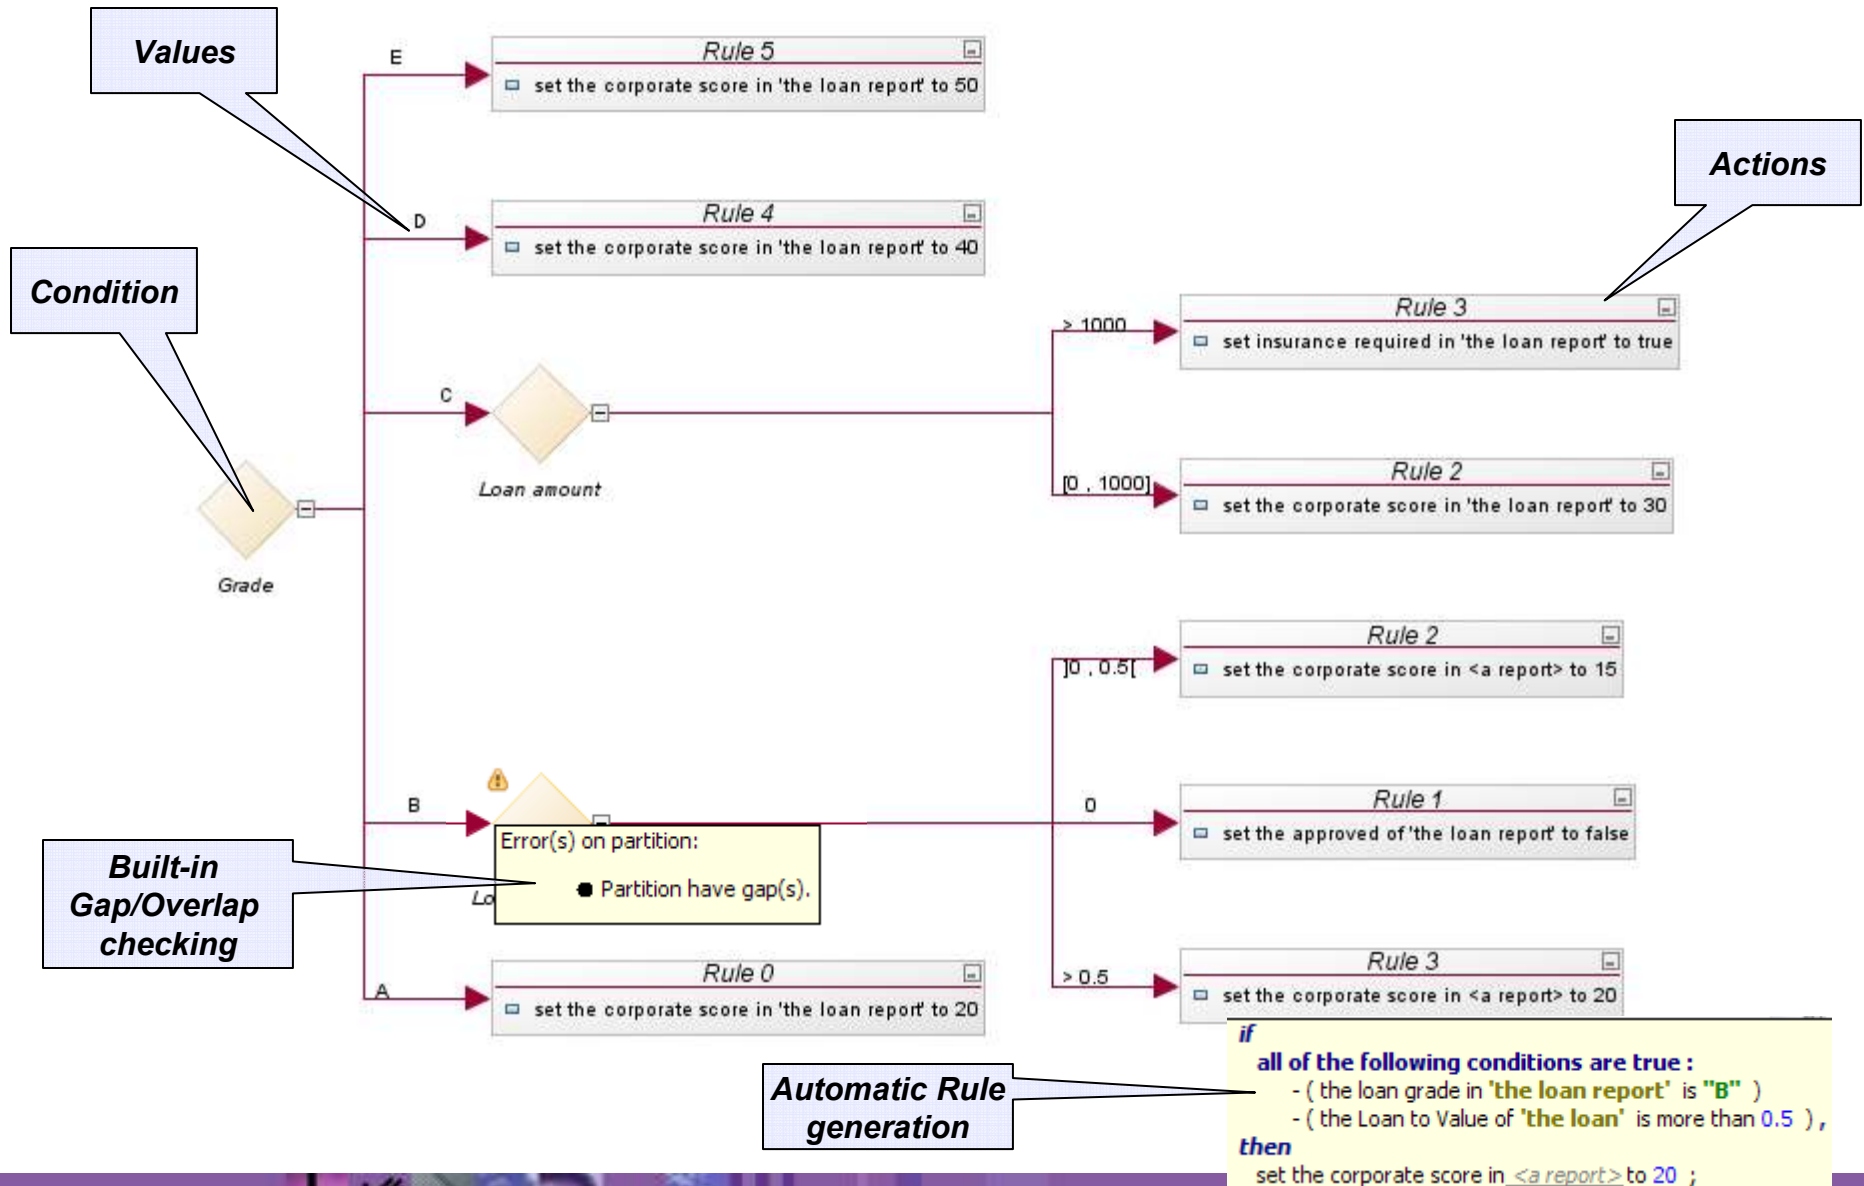 Values
E
Rule 5
set the corporate score in 'the loan report' to 50
Actions
D
Rule 4
set the corporate score in 'the loan report' to 40
Condition
> 1000
Rule 3
set insurance required in 'the loan report' to true
C
Loan amount
[0 , 1000]
Rule 2
set the corporate score in 'the loan report' to 30
Grade
]0 , 0.5[
Rule 2
set the corporate score in <a report> to 15
B
Error(s) on partition:
Partition have gap(s).
Lo
0
Rule 1
set the approved of 'the loan report' to false
Built-in
Gap/Overlap
checking
A
Rule 0
set the corporate score in 'the loan report' to 20
> 0.5
Rule 3
set the corporate score in <a report> to 20
Automatic Rule
generation
if
all of the following conditions are true :
- ( the loan grade in 'the loan report' is "B" )
- ( the Loan to Value of 'the loan' is more than 0.5 ) ,
then
set the corporate score in <a report> to 20 ;